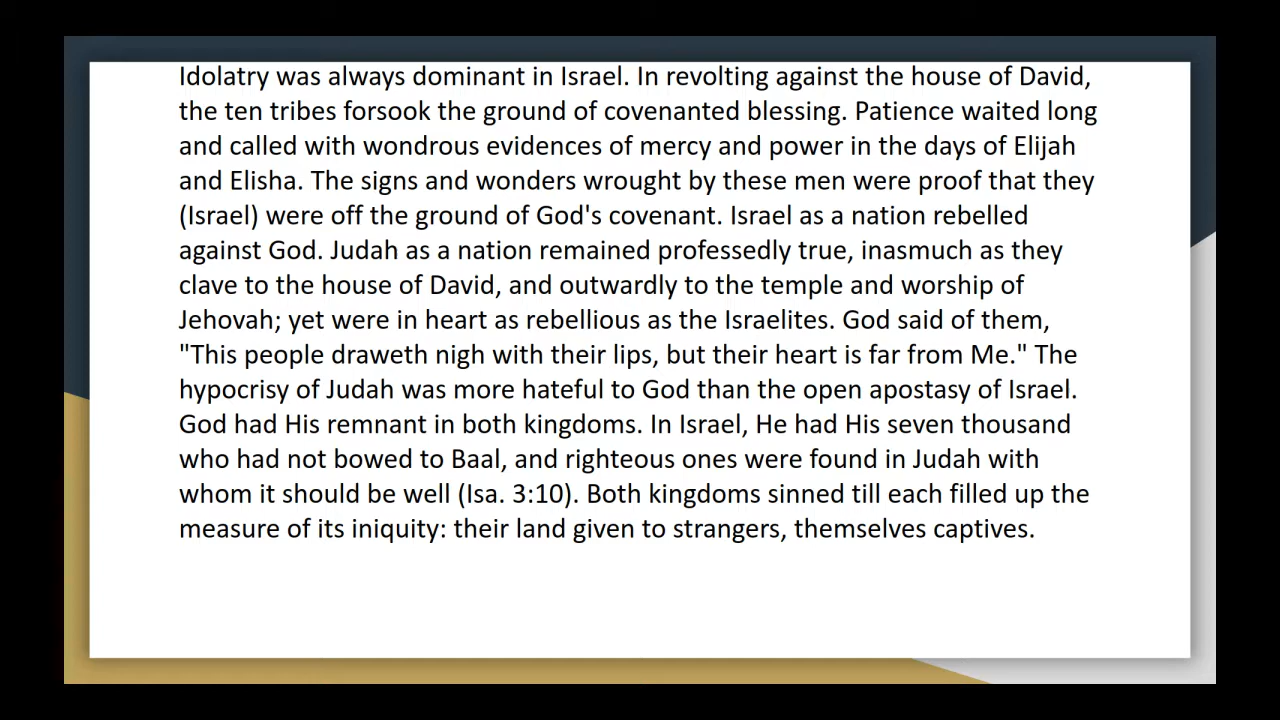 Idolatry was always dominant in Israel. In revolting against the house of David,
the ten tribes forsook the ground of covenanted blessing. Patience waited long
and called with wondrous evidences of mercy and power in the days of Elijah
and Elisha. The signs and wonders wrought by these men were proof that they
(Israel) were off the ground of God's covenant. Israel as a nation rebelled
against God. Judah as a nation remained professedly true, inasmuch as they
clave to the house of David, and outwardly to the temple and worship of
Jehovah; yet were in heart as rebellious as the Israelites. God said of them,
"This people draweth nigh with their lips, but their heart is far from Me." The
hypocrisy of Judah was more hateful to God than the open apostasy of Israel.
God had His remnant in both kingdoms. In Israel, He had His seven thousand
who had not bowed to Baal, and righteous ones were found in Judah with
whom it should be well (Isa. 3:10). Both kingdoms sinned till each filled up the
measure of its iniquity: their land given to strangers, themselves captives.